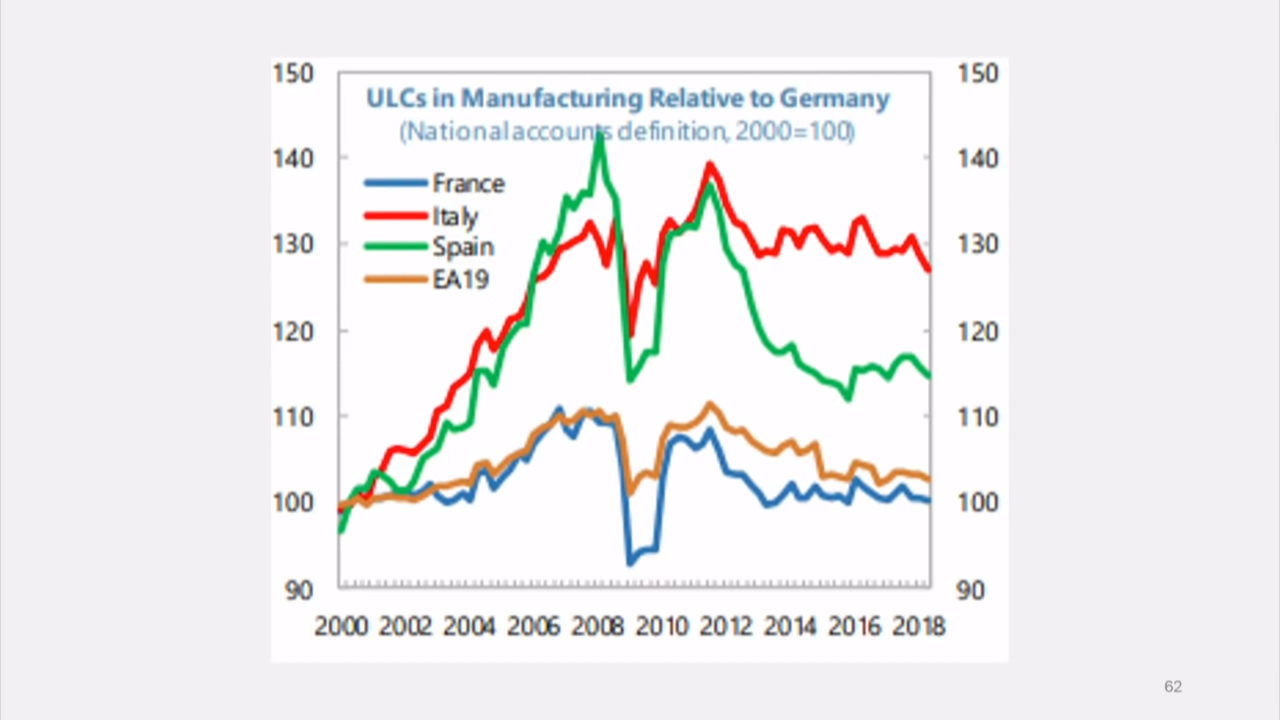 150
150
ULCs in Manufacturing Relative to Germany
(National accounts definition, 2000=100)
140
140
France
Italy
130
130
Spain
EA19
120
120
110
110
100
100
90
90
2000 2002 2004 2006 2008 2010 2012 2014 2016 2018
62